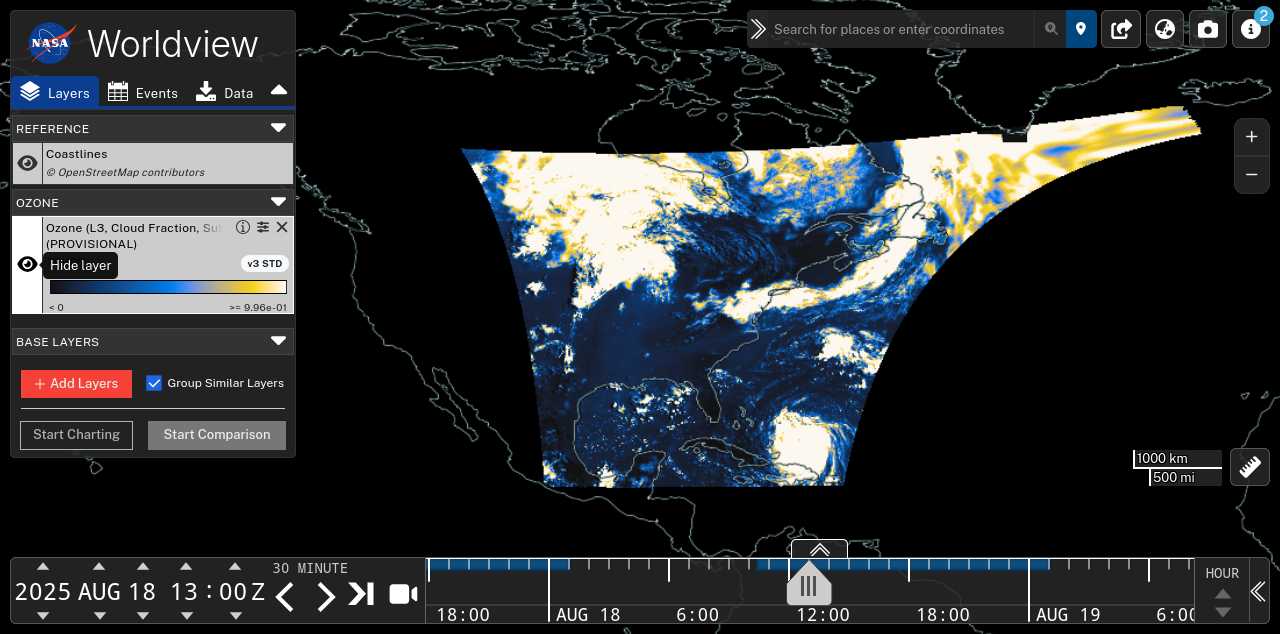 NASA Worldview
Search for places or enter coordinates
2
Layers Events Data
REFERENCE
Coastlines
© OpenStreetMap contributors
OZONE
Ozone (L3, Cloud Fraction, Su
(PROVISIONAL)
Hide layer
v3 STD
< 0 >= 9.96e-01
BASE LAYERS
+ Add Layers Group Similar Layers
Start Charting Start Comparison
1000 km
500 mi
30 MINUTE
2025 AUG 18 13 : 00 Z
HOUR
18:00 AUG 18 6:00 12:00 18:00 AUG 19 6:00